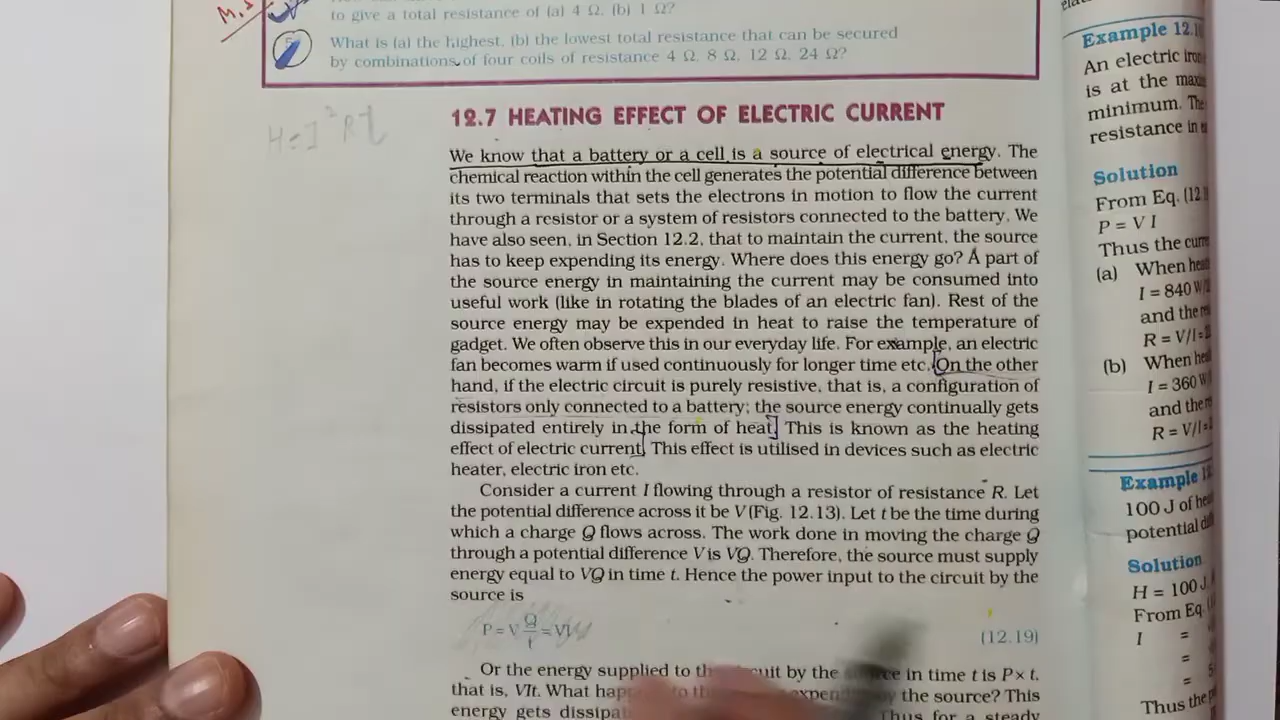 M.S
to give a total resistance of (a) 4 Ω, (b) 1 Ω?
What is (a) the highest, (b) the lowest total resistance that can be secured
by combinations of four coils of resistance 4 Ω, 8 Ω, 12 Ω, 24 Ω?
H=I²Rt
12.7 HEATING EFFECT OF ELECTRIC CURRENT
We know that a battery or a cell is a source of electrical energy. The
chemical reaction within the cell generates the potential difference between
its two terminals that sets the electrons in motion to flow the current
through a resistor or a system of resistors connected to the battery. We
have also seen, in Section 12.2, that to maintain the current, the source
has to keep expending its energy. Where does this energy go? A part of
the source energy in maintaining the current may be consumed into
useful work (like in rotating the blades of an electric fan). Rest of the
source energy may be expended in heat to raise the temperature of
gadget. We often observe this in our everyday life. For example, an electric
fan becomes warm if used continuously for longer time etc. On the other
hand, if the electric circuit is purely resistive, that is, a configuration of
resistors only connected to a battery; the source energy continually gets
dissipated entirely in the form of heat. This is known as the heating
effect of electric current. This effect is utilised in devices such as electric
heater, electric iron etc.
Consider a current I flowing through a resistor of resistance R. Let
the potential difference across it be V (Fig. 12.13). Let t be the time during
which a charge Q flows across. The work done in moving the charge Q
through a potential difference V is VQ. Therefore, the source must supply
energy equal to VQ in time t. Hence the power input to the circuit by the
source is
P = V Q/t = VI (12.19)
Or the energy supplied to the circuit by the source in time t is P × t,
that is, VIt. What to the by the source? This
energy gets Thus for a steady
Example 12.
An electric iron
is at the
minimum. The
resistance in
Solution
From Eq. (12.
P = V I
Thus the
(a) When
I = 840 W
and the
R = V/I =
(b) When
I = 360 W
and the
R = V/I =
Example
100 J of
potential
Solution
H = 100 J,
From Eq.
I =
=
=
Thus the